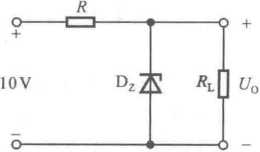 R
+ +
10V D_Z R_L U_O
− −